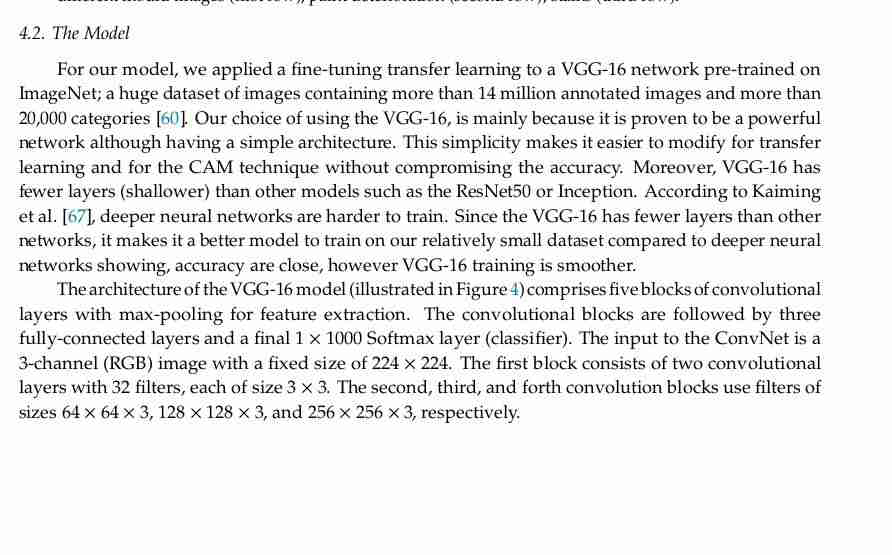 4.2. The Model
For our model, we applied a fine-tuning transfer learning to a VGG-16 network pre-trained on
ImageNet; a huge dataset of images containing more than 14 million annotated images and more than
20,000 categories [60]. Our choice of using the VGG-16, is mainly because it is proven to be a powerful
network although having a simple architecture. This simplicity makes it easier to modify for transfer
learning and for the CAM technique without compromising the accuracy. Moreover, VGG-16 has
fewer layers (shallower) than other models such as the ResNet50 or Inception. According to Kaiming
et al. [67], deeper neural networks are harder to train. Since the VGG-16 has fewer layers than other
networks, it makes it a better model to train on our relatively small dataset compared to deeper neural
networks showing, accuracy are close, however VGG-16 training is smoother.
The architecture of the VGG-16 model (illustrated in Figure 4) comprises five blocks of convolutional
layers with max-pooling for feature extraction. The convolutional blocks are followed by three
fully-connected layers and a final 1 × 1000 Softmax layer (classifier). The input to the ConvNet is a
3-channel (RGB) image with a fixed size of 224 × 224. The first block consists of two convolutional
layers with 32 filters, each of size 3 × 3. The second, third, and forth convolution blocks use filters of
sizes 64 × 64 × 3, 128 × 128 × 3, and 256 × 256 × 3, respectively.